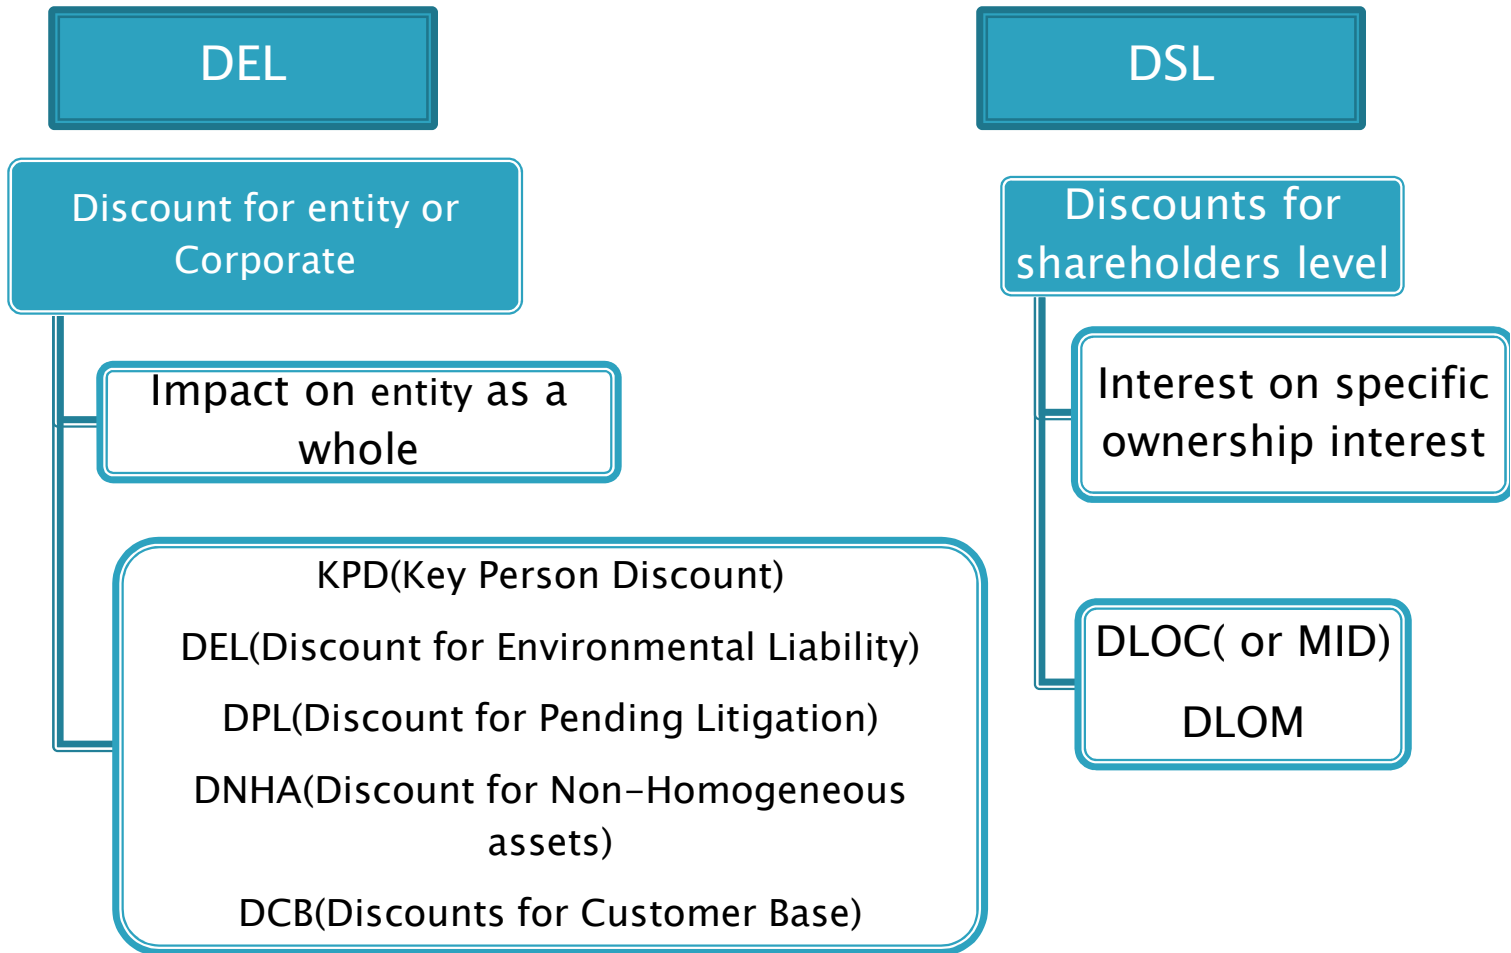 DEL
Discount for entity or
Corporate
Impact on entity as a
whole
KPD(Key Person Discount)
DEL(Discount for Environmental Liability)
DPL(Discount for Pending Litigation)
DNHA(Discount for Non-Homogeneous
assets)
DCB(Discounts for Customer Base)
DSL
Discounts for
shareholders level
Interest on specific
ownership interest
DLOC( or MID)
DLOM